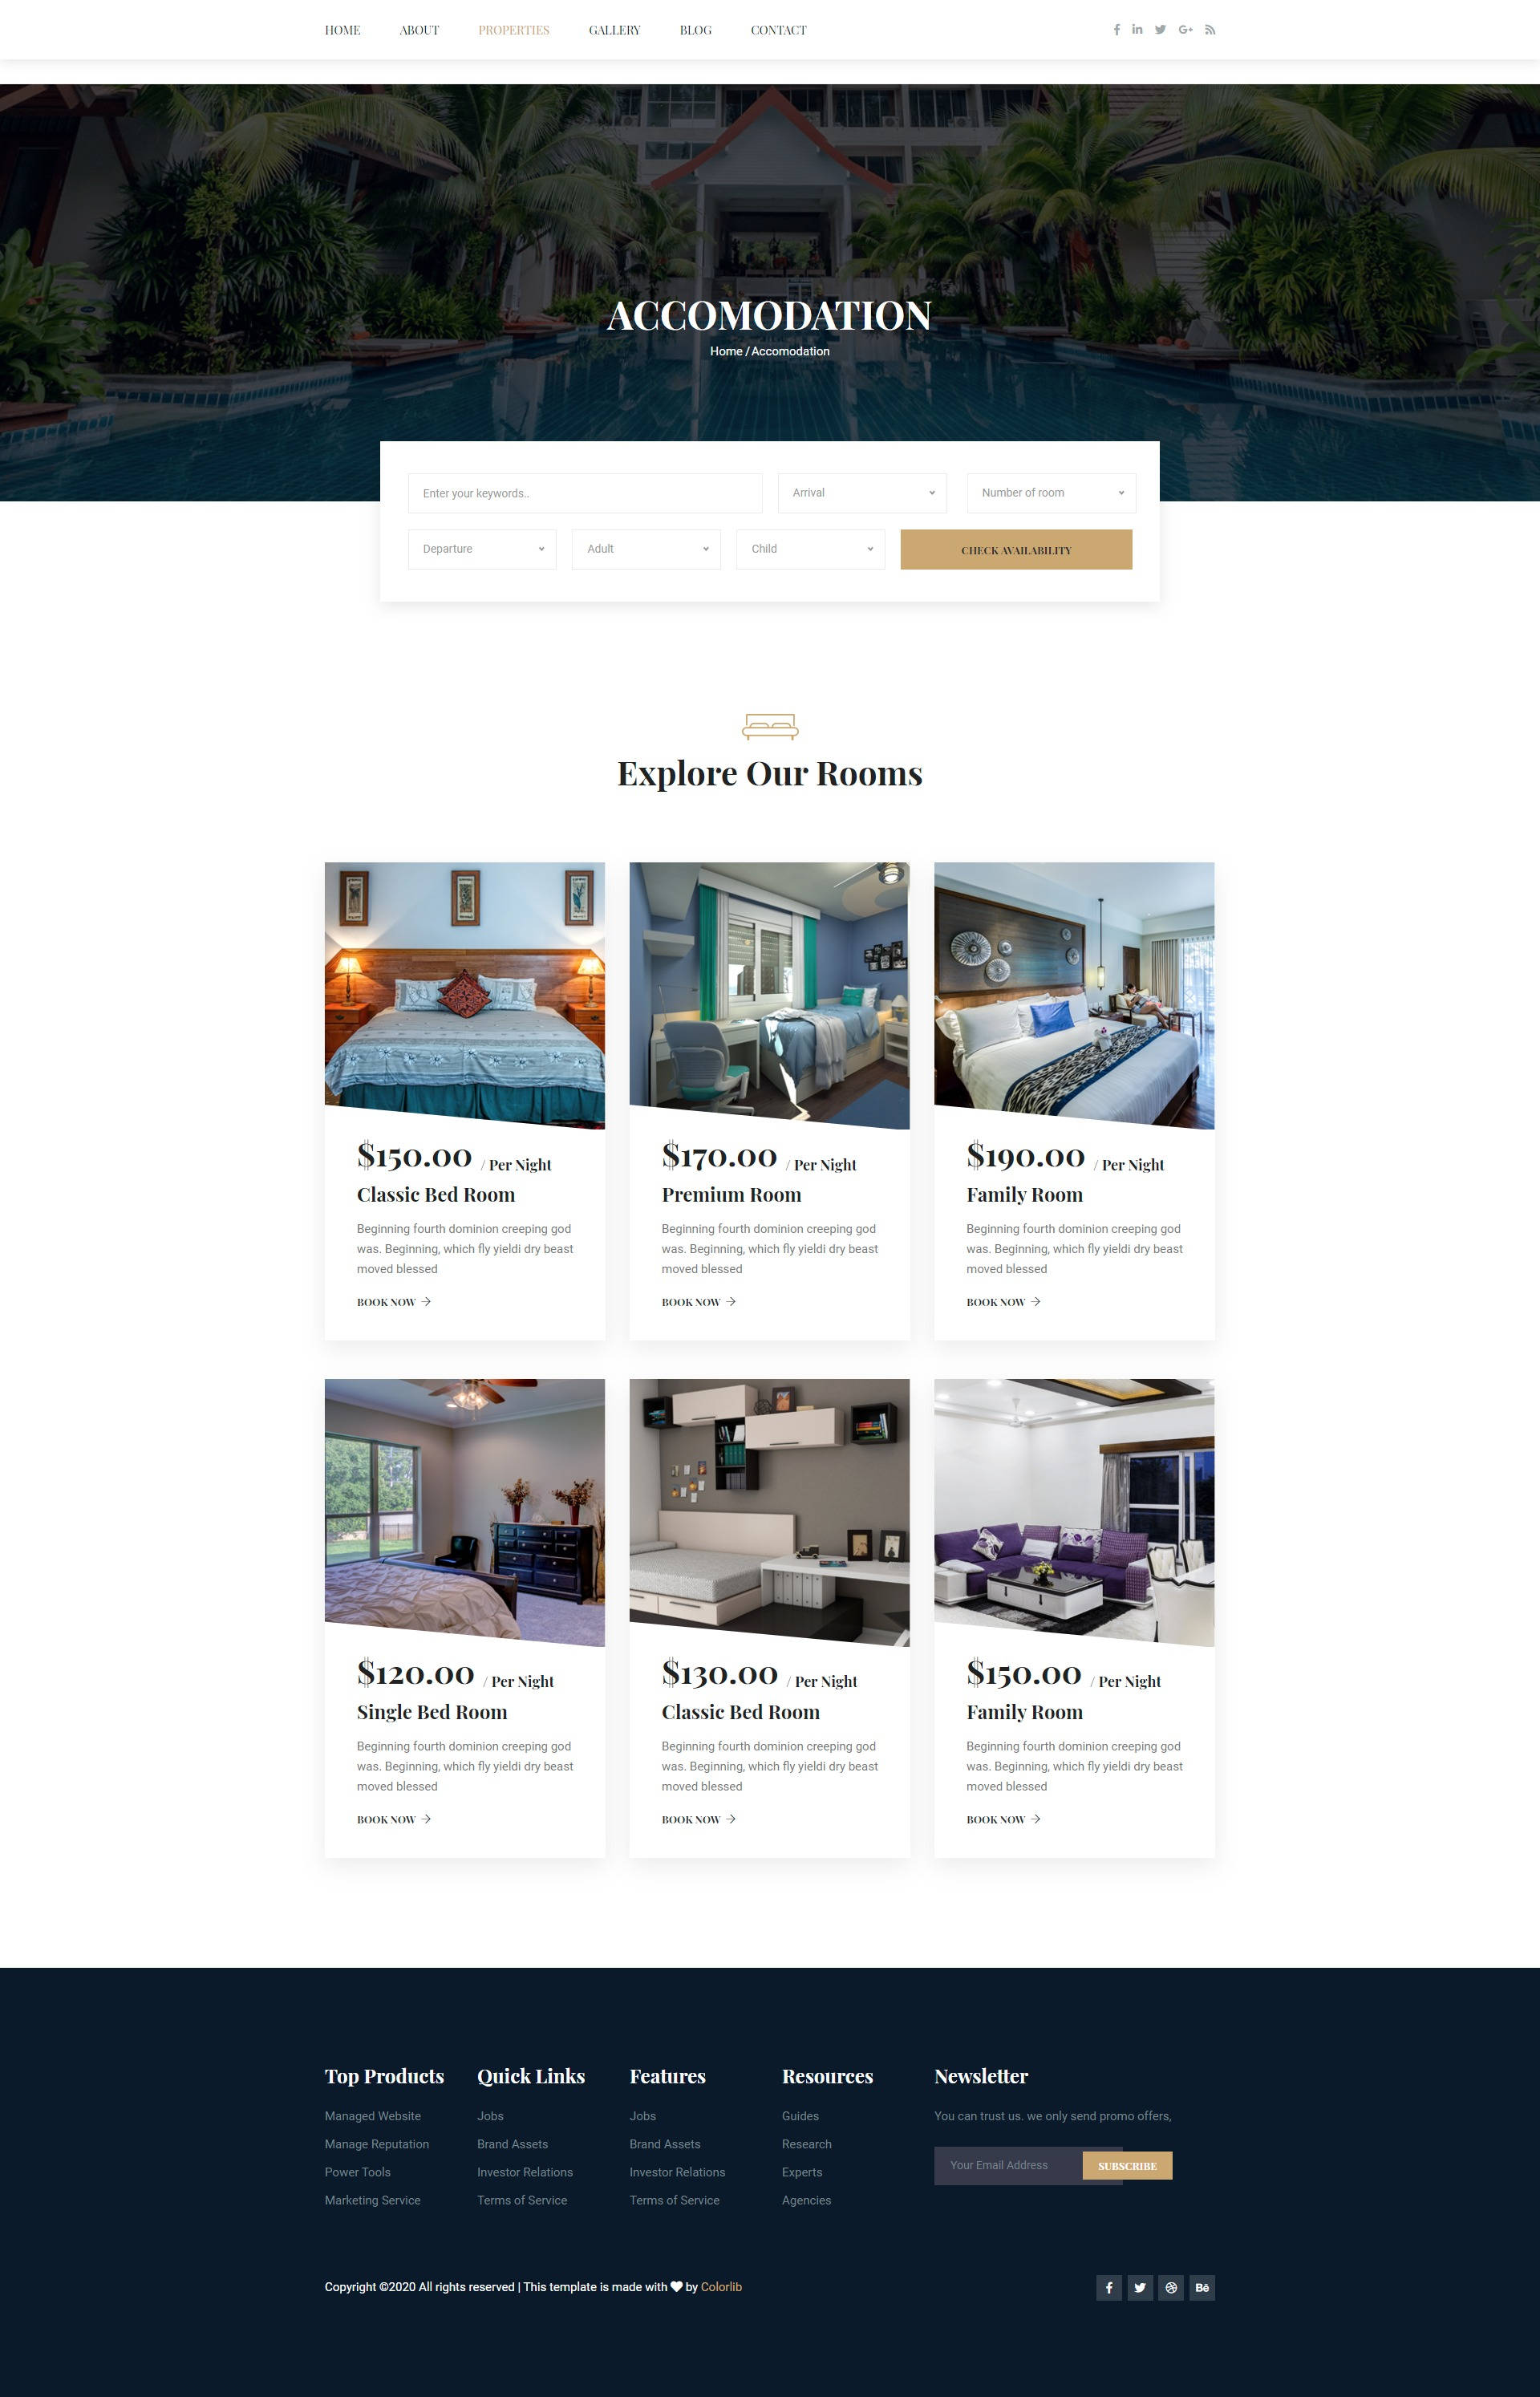 HOME ABOUT PROPERTIES GALLERY BLOG CONTACT
ACCOMODATION
Home / Accomodation
Enter your keywords.. Arrival Number of room
Departure Adult Child CHECK AVAILABILITY
Explore Our Rooms
$150.00 / Per Night
Classic Bed Room
Beginning fourth dominion creeping god
was. Beginning, which fly yieldi dry beast
moved blessed
BOOK NOW
$170.00 / Per Night
Premium Room
Beginning fourth dominion creeping god
was. Beginning, which fly yieldi dry beast
moved blessed
BOOK NOW
$190.00 / Per Night
Family Room
Beginning fourth dominion creeping god
was. Beginning, which fly yieldi dry beast
moved blessed
BOOK NOW
$120.00 / Per Night
Single Bed Room
Beginning fourth dominion creeping god
was. Beginning, which fly yieldi dry beast
moved blessed
BOOK NOW
$130.00 / Per Night
Classic Bed Room
Beginning fourth dominion creeping god
was. Beginning, which fly yieldi dry beast
moved blessed
BOOK NOW
$150.00 / Per Night
Family Room
Beginning fourth dominion creeping god
was. Beginning, which fly yieldi dry beast
moved blessed
BOOK NOW
Top Products
Managed Website
Manage Reputation
Power Tools
Marketing Service
Quick Links
Jobs
Brand Assets
Investor Relations
Terms of Service
Features
Jobs
Brand Assets
Investor Relations
Terms of Service
Resources
Guides
Research
Experts
Agencies
Newsletter
You can trust us. we only send promo offers,
Your Email Address SUBSCRIBE
Copyright ©2020 All rights reserved | This template is made with ♥ by Colorlib